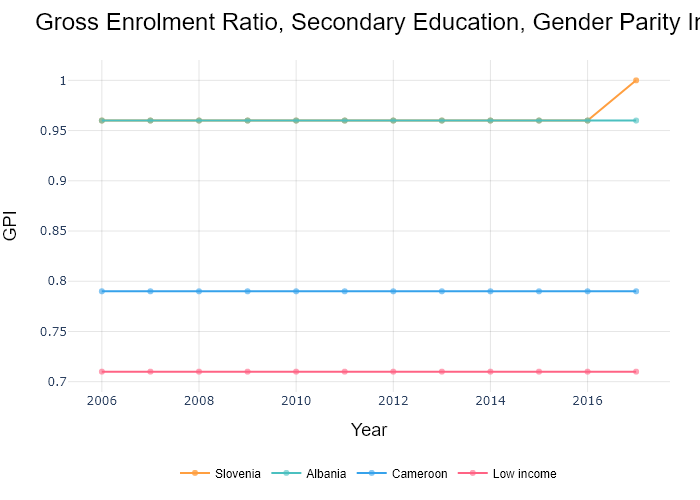 Gross Enrolment Ratio, Secondary Education, Gender Parity
1
0.95
0.9
0.85
0.8
0.75
0.7
GPI
2006 2008 2010 2012 2014 2016
Year
Slovenia Albania Cameroon Low income